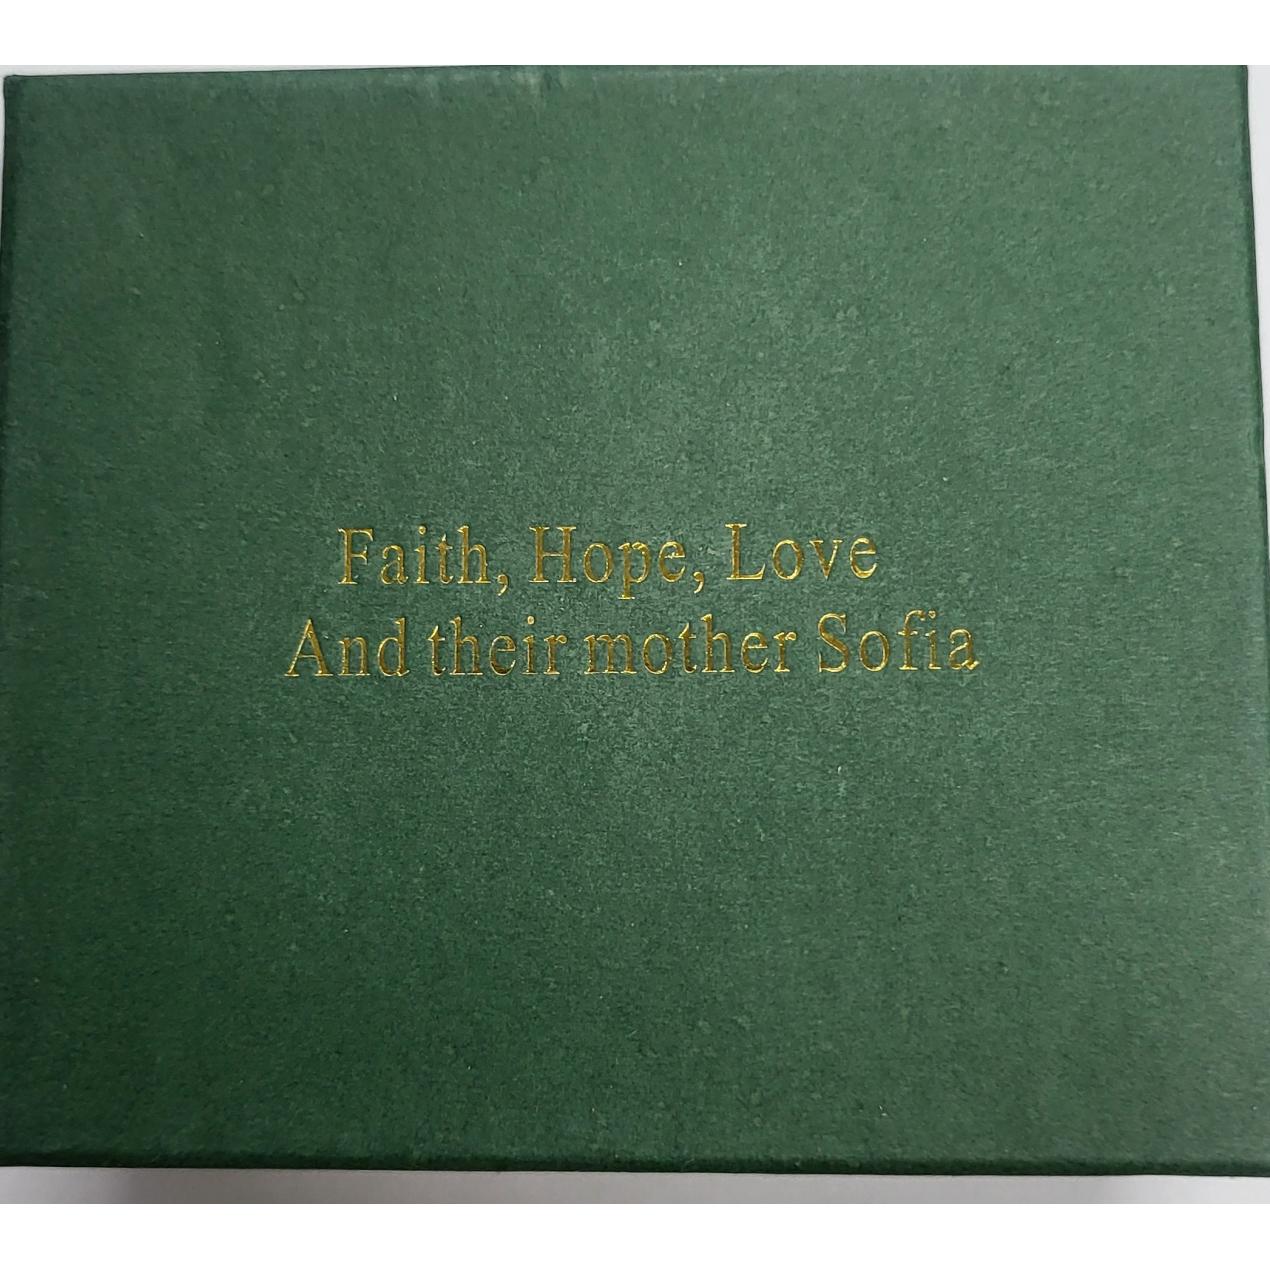 Faith, Hope, Love
And their mother Sofia